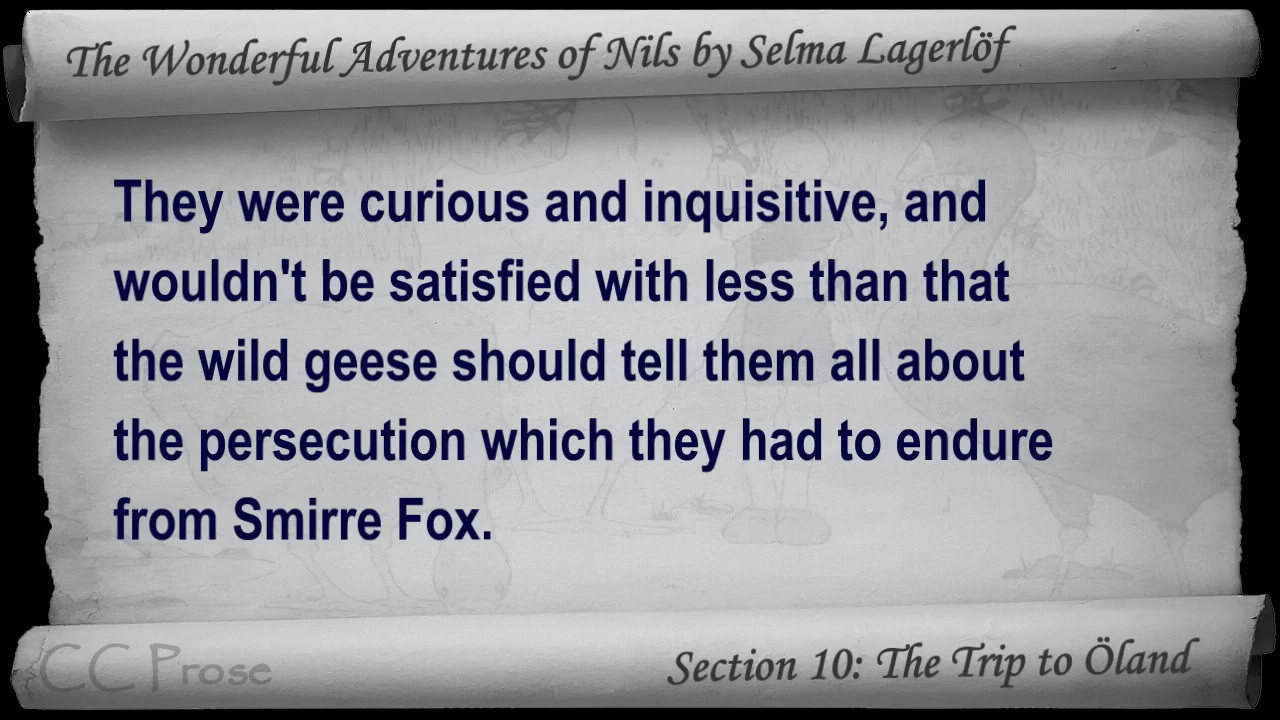 The Wonderful Adventures of Nils by Selma Lagerlöf
They were curious and inquisitive, and
wouldn't be satisfied with less than that
the wild geese should tell them all about
the persecution which they had to endure
from Smirre Fox.
CC Prose
Section 10: The Trip to Öland